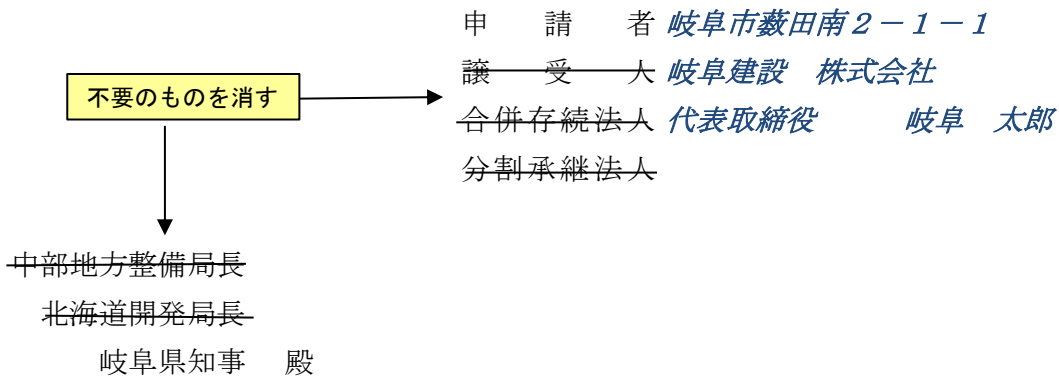 申　請　者 岐阜市薮田南２－１－１
譲　受　人 岐阜建設　株式会社
不要のものを消す
合併存続法人 代表取締役　　岐阜　太郎
分割承継法人
中部地方整備局長
北海道開発局長
岐阜県知事　殿